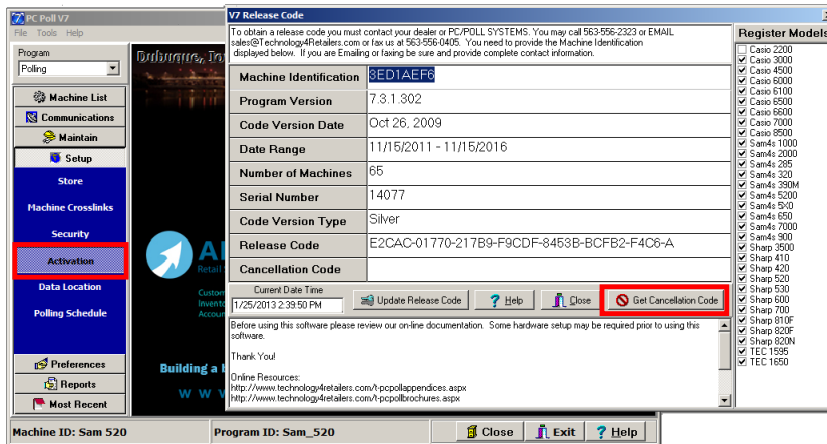 PC Poll V7
File Tools Help
Program
Polling
Machine List
Communications
Maintain
Setup
Store
Machine Crosslinks
Security
Activation
Data Location
Polling Schedule
Preferences
Reports
Most Recent
Dubuque,
Retail
Custom
Invento
Accoun
Building a
W W
V7 Release Code
To obtain a release code you must contact your dealer or PC/POLL SYSTEMS. You may call 563-556-2323 or EMAIL
sales@Technology4Retailers.com or fax us at 563-556-0405. You need to provide the Machine Identification
displayed below. If you are Emailing or faxing be sure and provide complete contact information.
Machine Identification 3ED1AEF6
Program Version 7.3.1.302
Code Version Date Oct 26, 2009
Date Range 11/15/2011 - 11/15/2016
Number of Machines 65
Serial Number 14077
Code Version Type Silver
Release Code E2CAC-01770-217B9-F9CDF-8453B-BCFB2-F4C6-A
Cancellation Code
Current Date Time
1/25/2013 2:39:50 PM
Update Release Code
Help
Close
Get Cancellation Code
Before using this software please review our on-line documentation. Some hardware setup may be required prior to using this
software.
Thank You!
Online Resources:
http://www.technology4retailers.com/t-pcpollappendices.aspx
http://www.technology4retailers.com/t-pcpollbrochures.aspx
Register Models
Casio 2200
Casio 3000
Casio 4500
Casio 6000
Casio 6100
Casio 6500
Casio 6600
Casio 7000
Casio 8500
Sam4s 1000
Sam4s 2000
Sam4s 285
Sam4s 320
Sam4s 390M
Sam4s 5200
Sam4s 5X0
Sam4s 650
Sam4s 7000
Sam4s 900
Sharp 3500
Sharp 410
Sharp 420
Sharp 520
Sharp 530
Sharp 600
Sharp 700
Sharp 810F
Sharp 820F
Sharp 820N
TEC 1595
TEC 1650
Machine ID: Sam 520
Program ID: Sam_520
Close
Exit
Help